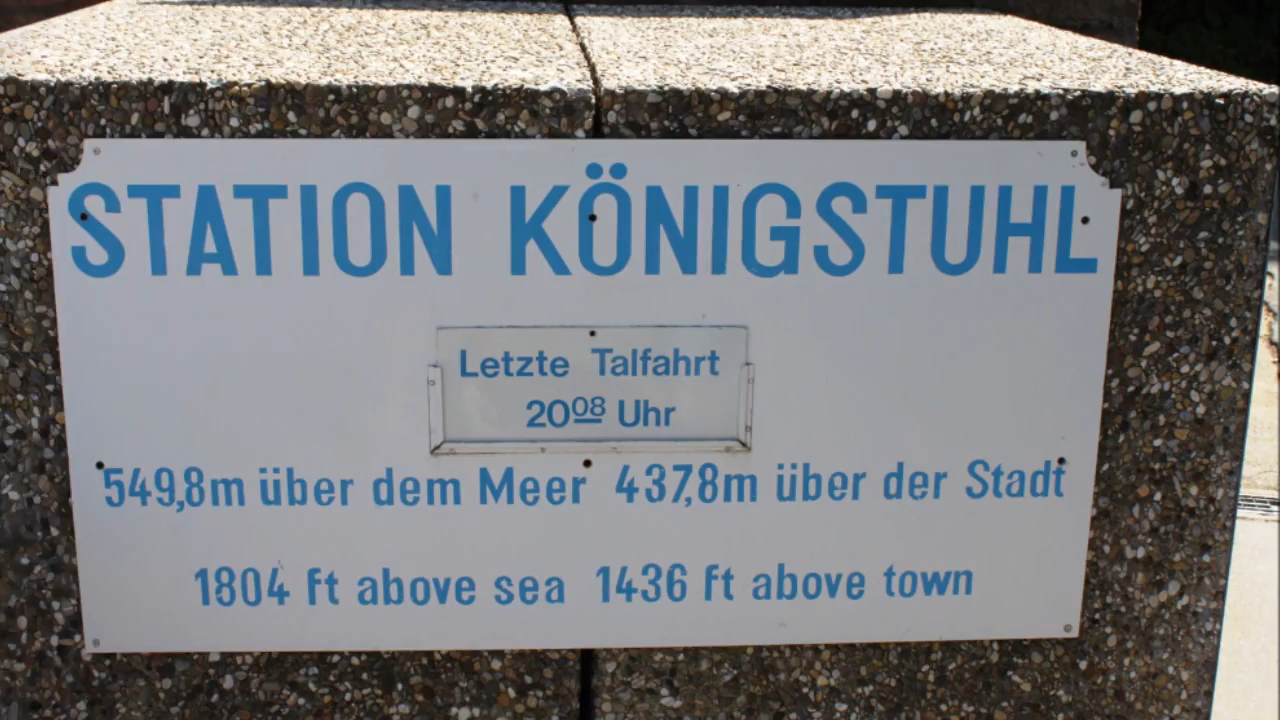 STATION KÖNIGSTUHL
Letzte Talfahrt
20⁰⁸ Uhr
549,8m über dem Meer 437,8m über der Stadt
1804 ft above sea 1436 ft above town